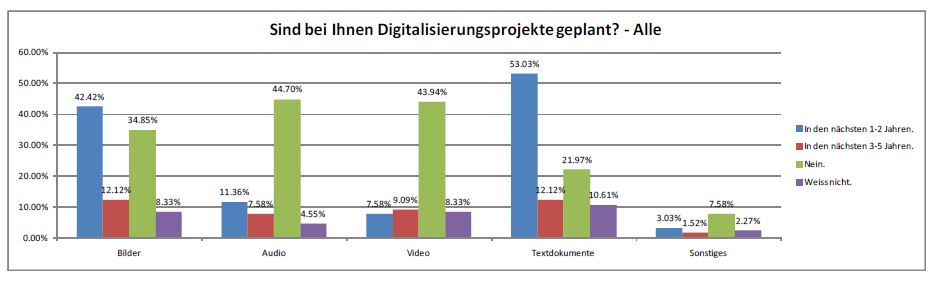 Sind bei Ihnen Digitalisierungsprojekte geplant? - Alle
60.00%
50.00%
40.00%
30.00%
20.00%
10.00%
0.00%
42.42%
12.12%
34.85%
8.33%
11.36%
7.58%
44.70%
4.55%
7.58%
9.09%
43.94%
8.33%
53.03%
12.12%
21.97%
10.61%
3.03%
1.52%
7.58%
2.27%
Bilder
Audio
Video
Textdokumente
Sonstiges
In den nächsten 1-2 Jahren.
In den nächsten 3-5 Jahren.
Nein.
Weiss nicht.